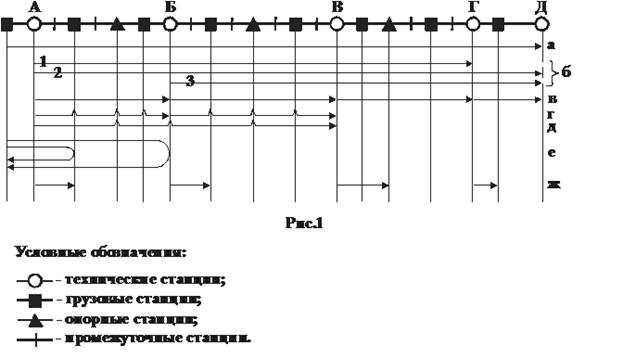 А Б В Г Д
а
1
2
б
3
в
г
д
е
ж
Рис.1
Условные обозначения:
- технические станции;
- грузовые станции;
- опорные станции;
- промежуточные станции.